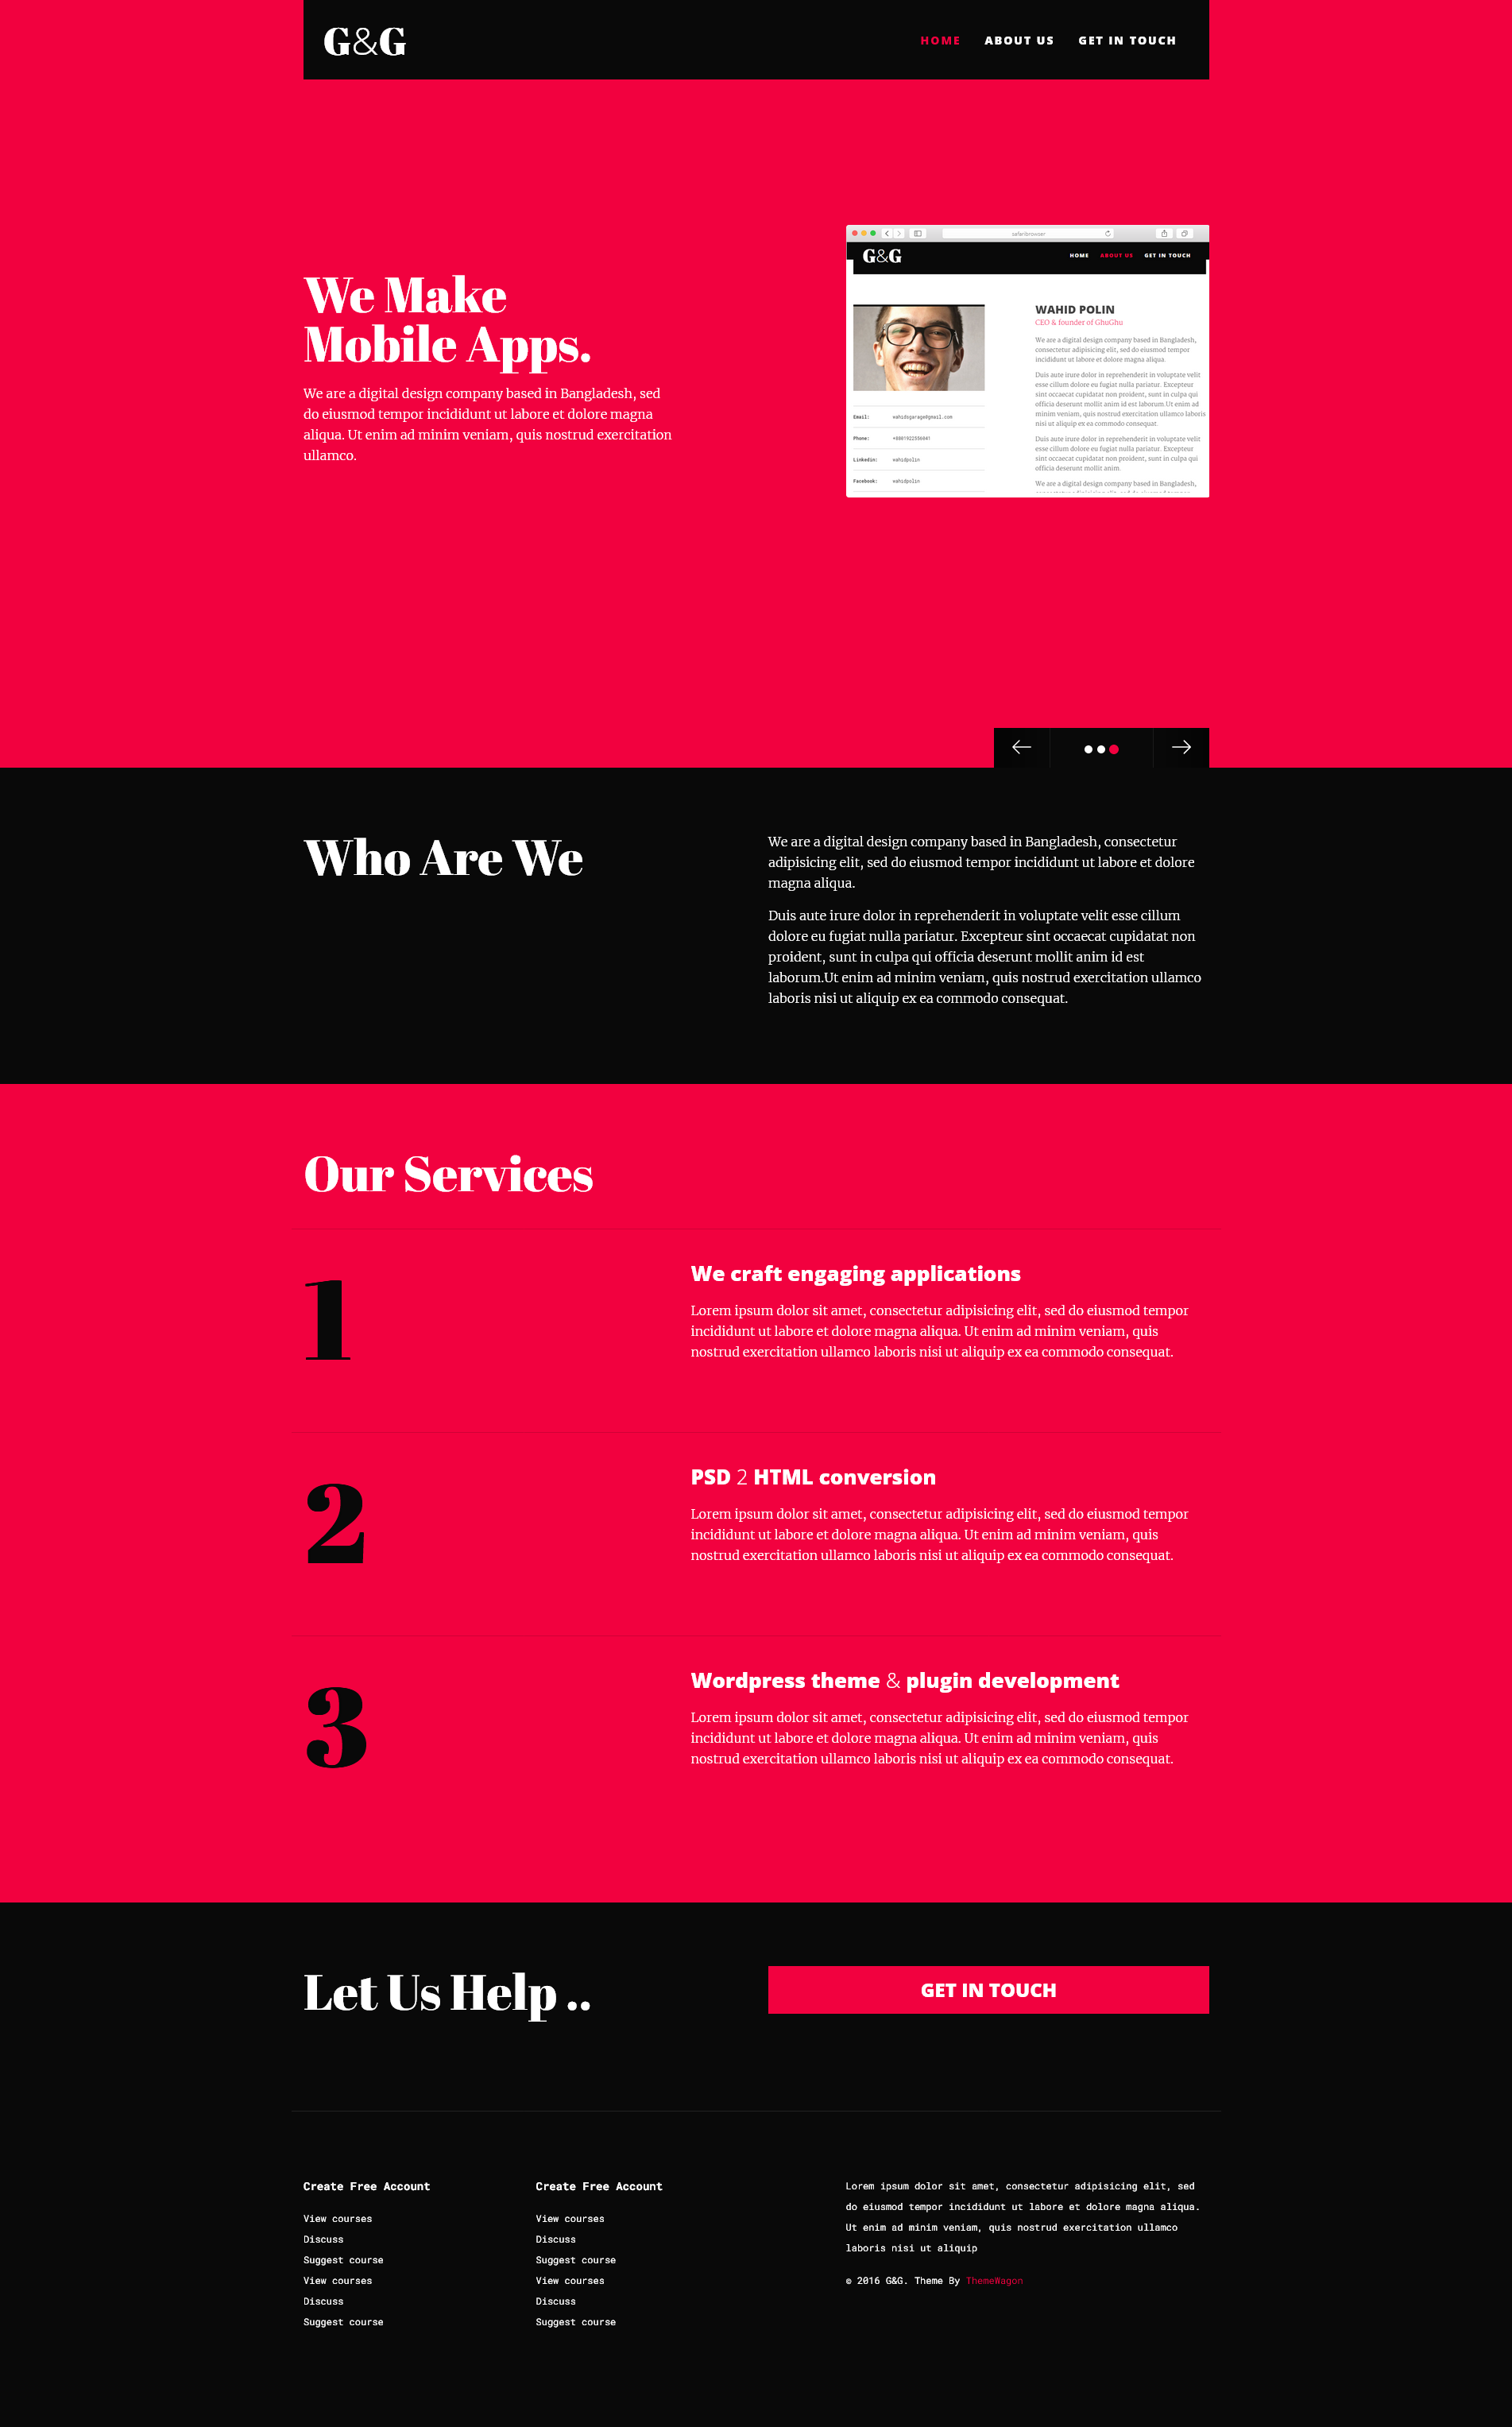 G&G
HOME ABOUT US GET IN TOUCH
We Make
Mobile Apps.
We are a digital design company based in Bangladesh, sed
do eiusmod tempor incididunt ut labore et dolore magna
aliqua. Ut enim ad minim veniam, quis nostrud exercitation
ullamco.
safaribrowser
G&G
HOME ABOUT US GET IN TOUCH
WAHID POLIN
CEO & founder of GhuGhu
We are a digital design company based in Bangladesh,
consectetur adipisicing elit, sed do eiusmod tempor
incididunt ut labore et dolore magna aliqua.
Duis aute irure dolor in reprehenderit in voluptate velit
esse cillum dolore eu fugiat nulla pariatur. Excepteur
sint occaecat cupidatat non proident, sunt in culpa qui
officia deserunt mollit anim id est laborum.Ut enim ad
minim veniam, quis nostrud exercitation ullamco laboris
nisi ut aliquip ex ea commodo consequat.
Duis aute irure dolor in reprehenderit in voluptate velit
esse cillum dolore eu fugiat nulla pariatur. Excepteur
sint occaecat cupidatat non proident, sunt in culpa qui
officia deserunt mollit anim.
We are a digital design company based in Bangladesh,
Email: wahidsgarage@gmail.com
Phone:
Linkedin: wahidpolin
Facebook: wahidpolin
Who Are We
We are a digital design company based in Bangladesh, consectetur
adipisicing elit, sed do eiusmod tempor incididunt ut labore et dolore
magna aliqua.
Duis aute irure dolor in reprehenderit in voluptate velit esse cillum
dolore eu fugiat nulla pariatur. Excepteur sint occaecat cupidatat non
proident, sunt in culpa qui officia deserunt mollit anim id est
laborum.Ut enim ad minim veniam, quis nostrud exercitation ullamco
laboris nisi ut aliquip ex ea commodo consequat.
Our Services
1
We craft engaging applications
Lorem ipsum dolor sit amet, consectetur adipisicing elit, sed do eiusmod tempor
incididunt ut labore et dolore magna aliqua. Ut enim ad minim veniam, quis
nostrud exercitation ullamco laboris nisi ut aliquip ex ea commodo consequat.
2
PSD 2 HTML conversion
Lorem ipsum dolor sit amet, consectetur adipisicing elit, sed do eiusmod tempor
incididunt ut labore et dolore magna aliqua. Ut enim ad minim veniam, quis
nostrud exercitation ullamco laboris nisi ut aliquip ex ea commodo consequat.
3
Wordpress theme & plugin development
Lorem ipsum dolor sit amet, consectetur adipisicing elit, sed do eiusmod tempor
incididunt ut labore et dolore magna aliqua. Ut enim ad minim veniam, quis
nostrud exercitation ullamco laboris nisi ut aliquip ex ea commodo consequat.
Let Us Help ..
GET IN TOUCH
Create Free Account
View courses
Discuss
Suggest course
View courses
Discuss
Suggest course
Create Free Account
View courses
Discuss
Suggest course
View courses
Discuss
Suggest course
Lorem ipsum dolor sit amet, consectetur adipisicing elit, sed
do eiusmod tempor incididunt ut labore et dolore magna aliqua.
Ut enim ad minim veniam, quis nostrud exercitation ullamco
laboris nisi ut aliquip
© 2016 G&G. Theme By ThemeWagon